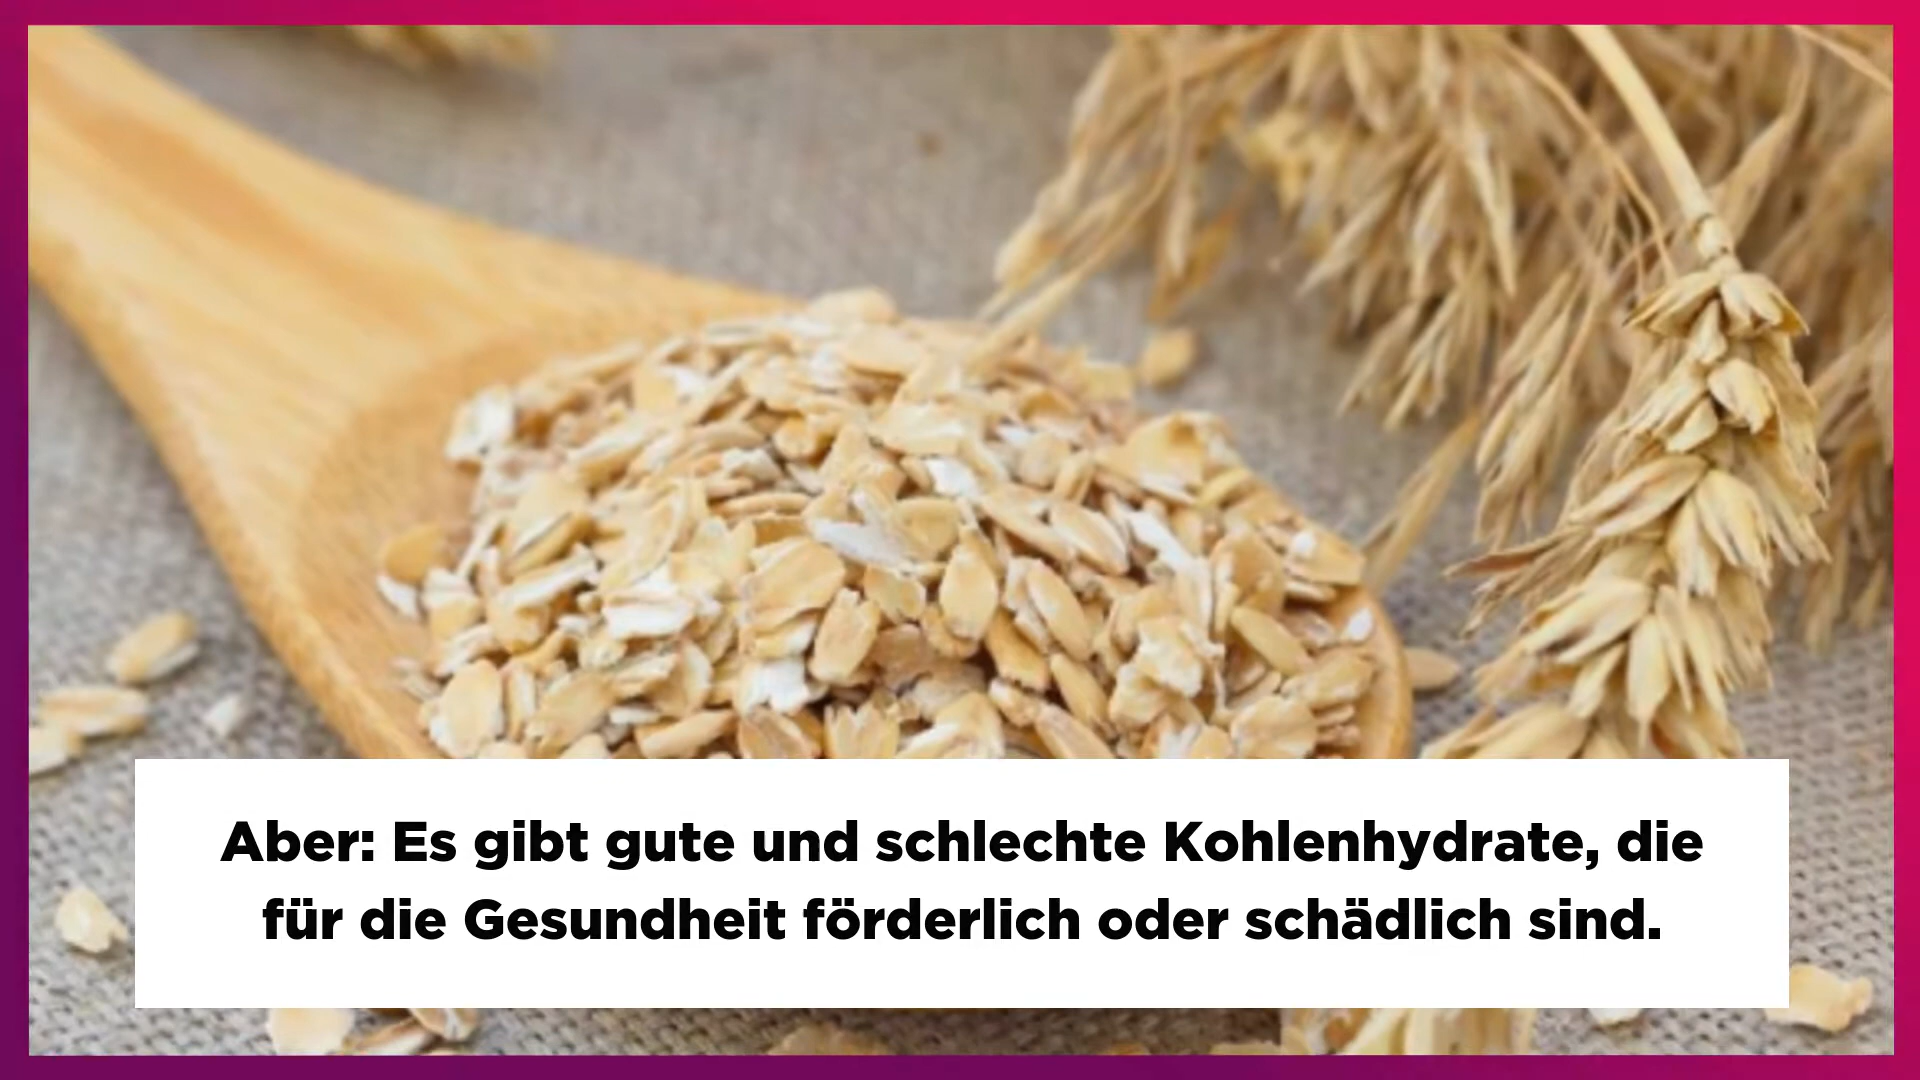 Aber: Es gibt gute und schlechte Kohlenhydrate, die
für die Gesundheit förderlich oder schädlich sind.